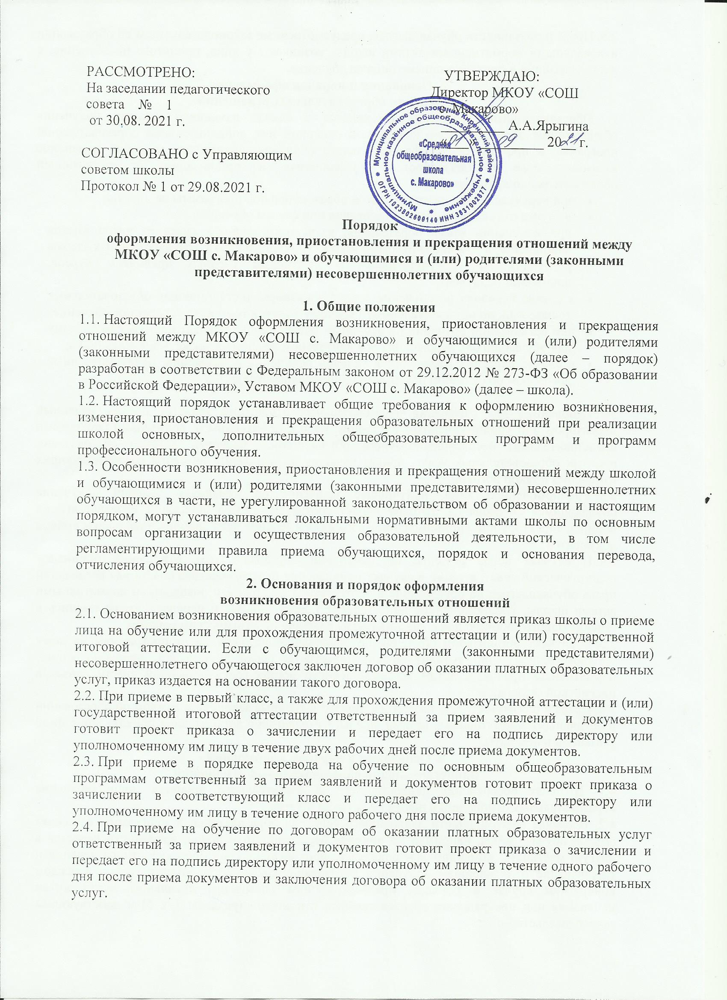 РАССМОТРЕНО:
На заседании педагогического
совета № 1
от 30.08. 2021 г.
СОГЛАСОВАНО с Управляющим
советом школы
Протокол № 1 от 29.08.2021 г.
УТВЕРЖДАЮ:
Директор МКОУ «СОШ
с. Макарово»
__________ А.А.Ярыгина
«01» 09 2021 г.
Муниципальное образование Киренский район
ОГРН 1023802600140 ИНН 3831002877
Муниципальное казённое общеобразовательное учреждение
«Средняя
общеобразовательная
школа
с. Макарово»
Порядок
оформления возникновения, приостановления и прекращения отношений между
МКОУ «СОШ с. Макарово» и обучающимися и (или) родителями (законными
представителями) несовершеннолетних обучающихся
1. Общие положения
1.1. Настоящий Порядок оформления возникновения, приостановления и прекращения
отношений между МКОУ «СОШ с. Макарово» и обучающимися и (или) родителями
(законными представителями) несовершеннолетних обучающихся (далее – порядок)
разработан в соответствии с Федеральным законом от 29.12.2012 № 273-ФЗ «Об образовании
в Российской Федерации», Уставом МКОУ «СОШ с. Макарово» (далее – школа).
1.2. Настоящий порядок устанавливает общие требования к оформлению возникновения,
изменения, приостановления и прекращения образовательных отношений при реализации
школой основных, дополнительных общеобразовательных программ и программ
профессионального обучения.
1.3. Особенности возникновения, приостановления и прекращения отношений между школой
и обучающимися и (или) родителями (законными представителями) несовершеннолетних
обучающихся в части, не урегулированной законодательством об образовании и настоящим
порядком, могут устанавливаться локальными нормативными актами школы по основным
вопросам организации и осуществления образовательной деятельности, в том числе
регламентирующими правила приема обучающихся, порядок и основания перевода,
отчисления обучающихся.
2. Основания и порядок оформления
возникновения образовательных отношений
2.1. Основанием возникновения образовательных отношений является приказ школы о приеме
лица на обучение или для прохождения промежуточной аттестации и (или) государственной
итоговой аттестации. Если с обучающимся, родителями (законными представителями)
несовершеннолетнего обучающегося заключен договор об оказании платных образовательных
услуг, приказ издается на основании такого договора.
2.2. При приеме в первый класс, а также для прохождения промежуточной аттестации и (или)
государственной итоговой аттестации ответственный за прием заявлений и документов
готовит проект приказа о зачислении и передает его на подпись директору или
уполномоченному им лицу в течение двух рабочих дней после приема документов.
2.3. При приеме в порядке перевода на обучение по основным общеобразовательным
программам ответственный за прием заявлений и документов готовит проект приказа о
зачислении в соответствующий класс и передает его на подпись директору или
уполномоченному им лицу в течение одного рабочего дня после приема документов.
2.4. При приеме на обучение по договорам об оказании платных образовательных услуг
ответственный за прием заявлений и документов готовит проект приказа о зачислении и
передает его на подпись директору или уполномоченному им лицу в течение одного рабочего
дня после приема документов и заключения договора об оказании платных образовательных
услуг.